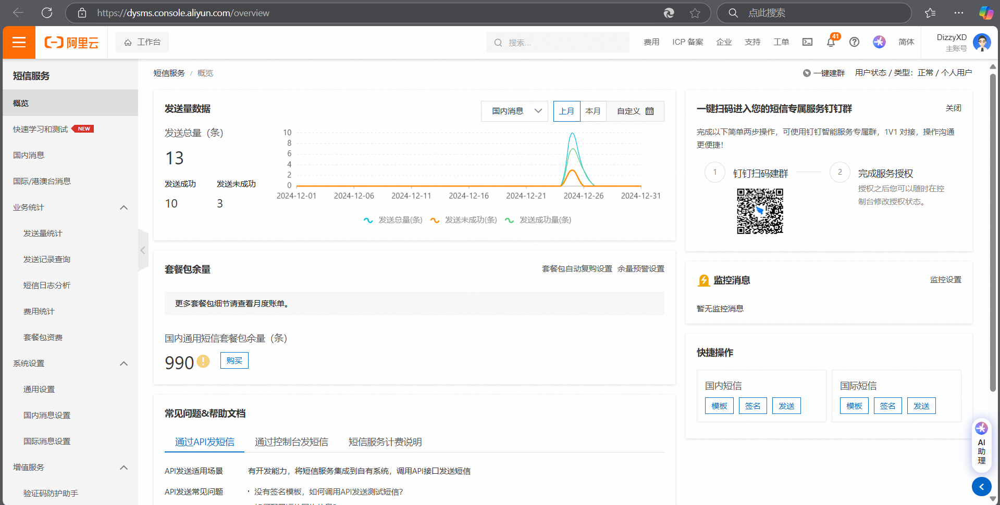 https://dysms.console.aliyun.com/overview
点此搜索
阿里云
工作台
搜索...
费用
ICP 备案
企业
支持
工单
41
简体
DizzyXD
主账号
短信服务
概览
快速学习和测试 NEW
国内消息
国际/港澳台消息
业务统计
发送量统计
发送记录查询
短信日志分析
费用统计
套餐包资费
系统设置
通用设置
国内消息设置
国际消息设置
增值服务
验证码防护助手
短信服务 / 概览
一键建群
用户状态 / 类型：正常 / 个人用户
发送量数据
国内消息
上月
本月
自定义
发送总量（条）
13
发送成功
发送未成功
10
3
10
8
6
4
2
0
2024-12-01
2024-12-06
2024-12-11
2024-12-16
2024-12-21
2024-12-26
2024-12-31
发送总量(条)
发送未成功(条)
发送成功量(条)
套餐包余量
套餐包自动复购设置
余量预警设置
更多套餐包细节请查看月度账单。
国内通用短信套餐包余量（条）
990
购买
常见问题&帮助文档
通过API发短信
通过控制台发短信
短信服务计费说明
API发送适用场景
有开发能力，将短信服务集成到自有系统，调用API接口发送短信
API发送常见问题
· 没有签名模板，如何调用API发送测试短信?
一键扫码进入您的短信专属服务钉钉群
关闭
完成以下简单两步操作，可使用钉钉智能服务专属群，1V1 对接，操作沟通
更便捷！
1
钉钉扫码建群
2
完成服务授权
授权之后您可以随时在控
制台修改授权状态。
监控消息
监控设置
暂无监控消息
快捷操作
国内短信
模板
签名
发送
国际短信
模板
签名
发送
AI
助
理